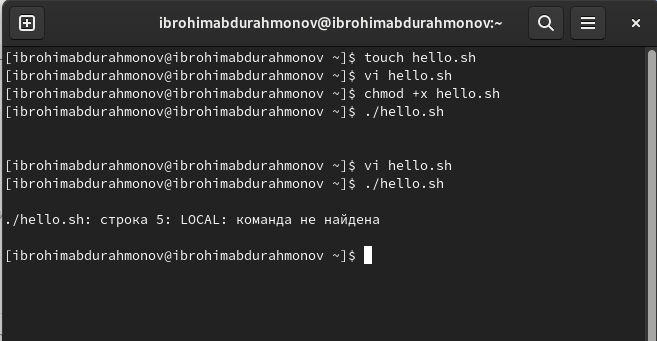 ibrohimabdurahmonov@ibrohimabdurahmonov:~
[ibrohimabdurahmonov@ibrohimabdurahmonov ~]$ touch hello.sh
[ibrohimabdurahmonov@ibrohimabdurahmonov ~]$ vi hello.sh
[ibrohimabdurahmonov@ibrohimabdurahmonov ~]$ chmod +x hello.sh
[ibrohimabdurahmonov@ibrohimabdurahmonov ~]$ ./hello.sh
[ibrohimabdurahmonov@ibrohimabdurahmonov ~]$ vi hello.sh
[ibrohimabdurahmonov@ibrohimabdurahmonov ~]$ ./hello.sh
./hello.sh: строка 5: LOCAL: команда не найдена
[ibrohimabdurahmonov@ibrohimabdurahmonov ~]$